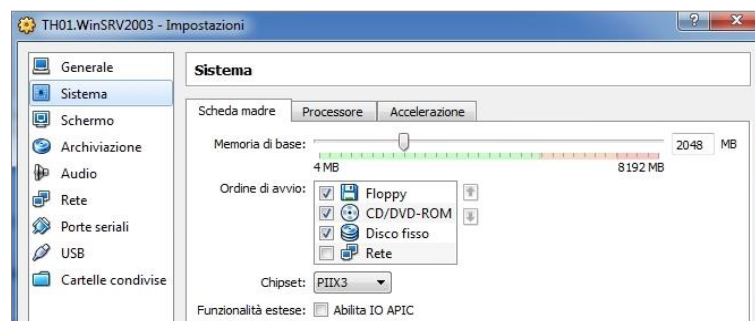 TH01.WinSRV2003 - Impostazioni
?
Generale
Sistema
Schermo
Archiviazione
Audio
Rete
Porte seriali
USB
Cartelle condivise
Sistema
Scheda madre Processore Accelerazione
Memoria di base: 2048 MB
4 MB 8192 MB
Ordine di avvio: Floppy
CD/DVD-ROM
Disco fisso
Rete
Chipset: PIIX3
Funzionalità estese: Abilita IO APIC